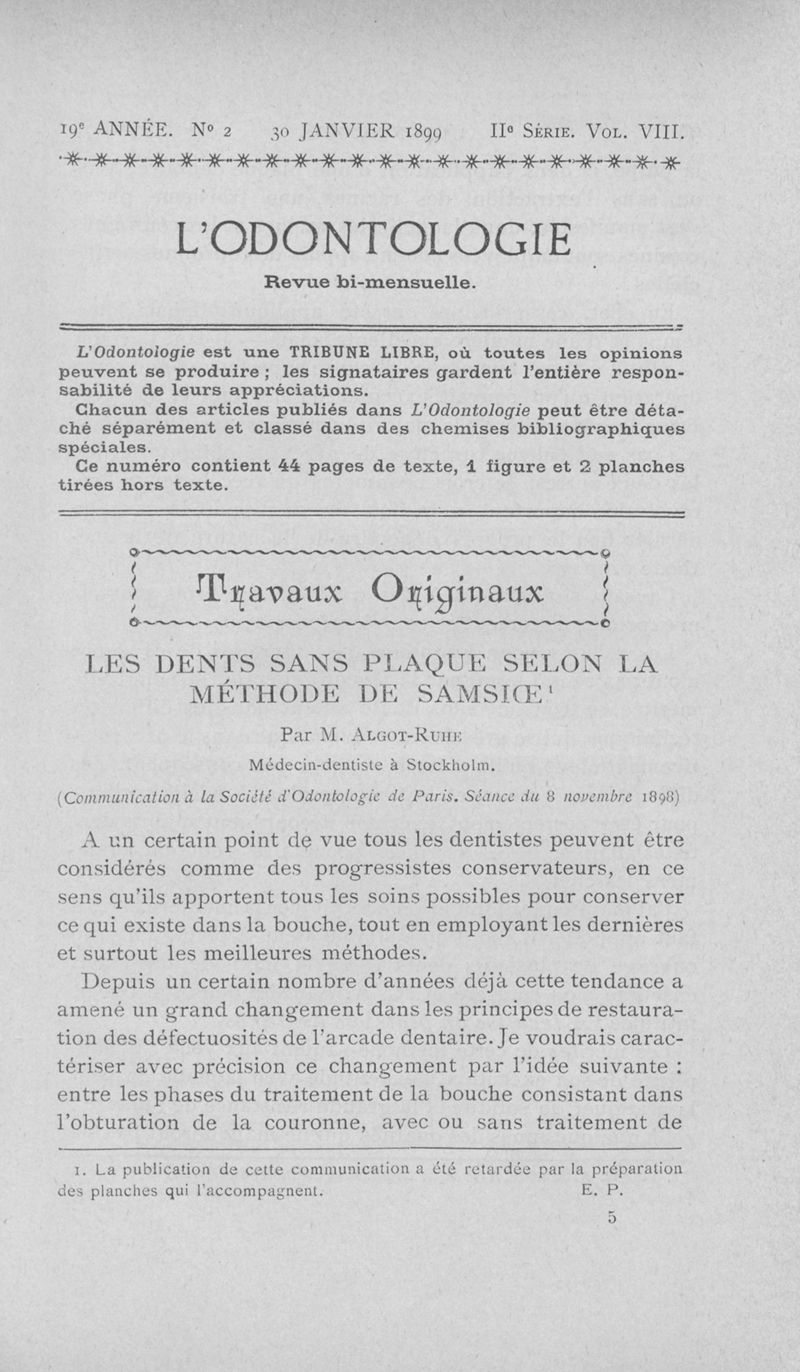 19e ANNÉE. No 2 30 JANVIER 1899 IIe SÉRIE. VOL. VIII.
L'ODONTOLOGIE
Revue bi-mensuelle.
L'Odontologie est une TRIBUNE LIBRE, où toutes les opinions
peuvent se produire ; les signataires gardent l'entière respon-
sabilité de leurs appréciations.
Chacun des articles publiés dans L'Odontologie peut être déta-
ché séparément et classé dans des chemises bibliographiques
spéciales.
Ce numéro contient 44 pages de texte, 1 figure et 2 planches
tirées hors texte.
Travaux Originaux
LES DENTS SANS PLAQUE SELON LA
MÉTHODE DE SAMSIŒ1
Par M. ALGOT-RUHE
Médecin-dentiste à Stockholm.
(Communication à la Société d'Odontologie de Paris. Séance du 8 novembre 1898)
A un certain point de vue tous les dentistes peuvent être
considérés comme des progressistes conservateurs, en ce
sens qu'ils apportent tous les soins possibles pour conserver
ce qui existe dans la bouche, tout en employant les dernières
et surtout les meilleures méthodes.
Depuis un certain nombre d'années déjà cette tendance a
amené un grand changement dans les principes de restaura-
tion des défectuosités de l'arcade dentaire. Je voudrais carac-
tériser avec précision ce changement par l'idée suivante :
entre les phases du traitement de la bouche consistant dans
l'obturation de la couronne, avec ou sans traitement de
1. La publication de cette communication a été retardée par la préparation
des planches qui l'accompagnent. E. P.
5